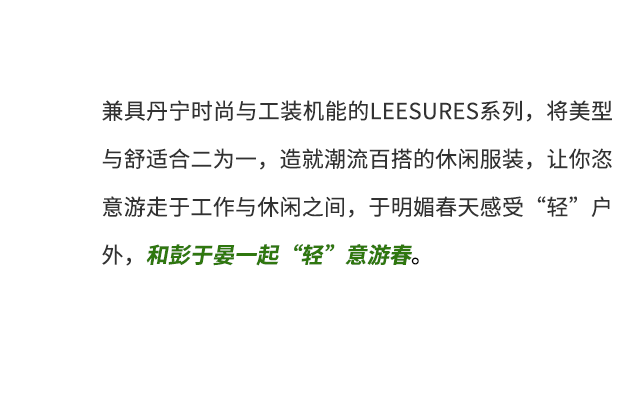 兼具丹宁时尚与工装机能的LEESURES系列，将美型
与舒适合二为一，造就潮流百搭的休闲服装，让你恣
意游走于工作与休闲之间，于明媚春天感受“轻”户
外，和彭于晏一起“轻”意游春。